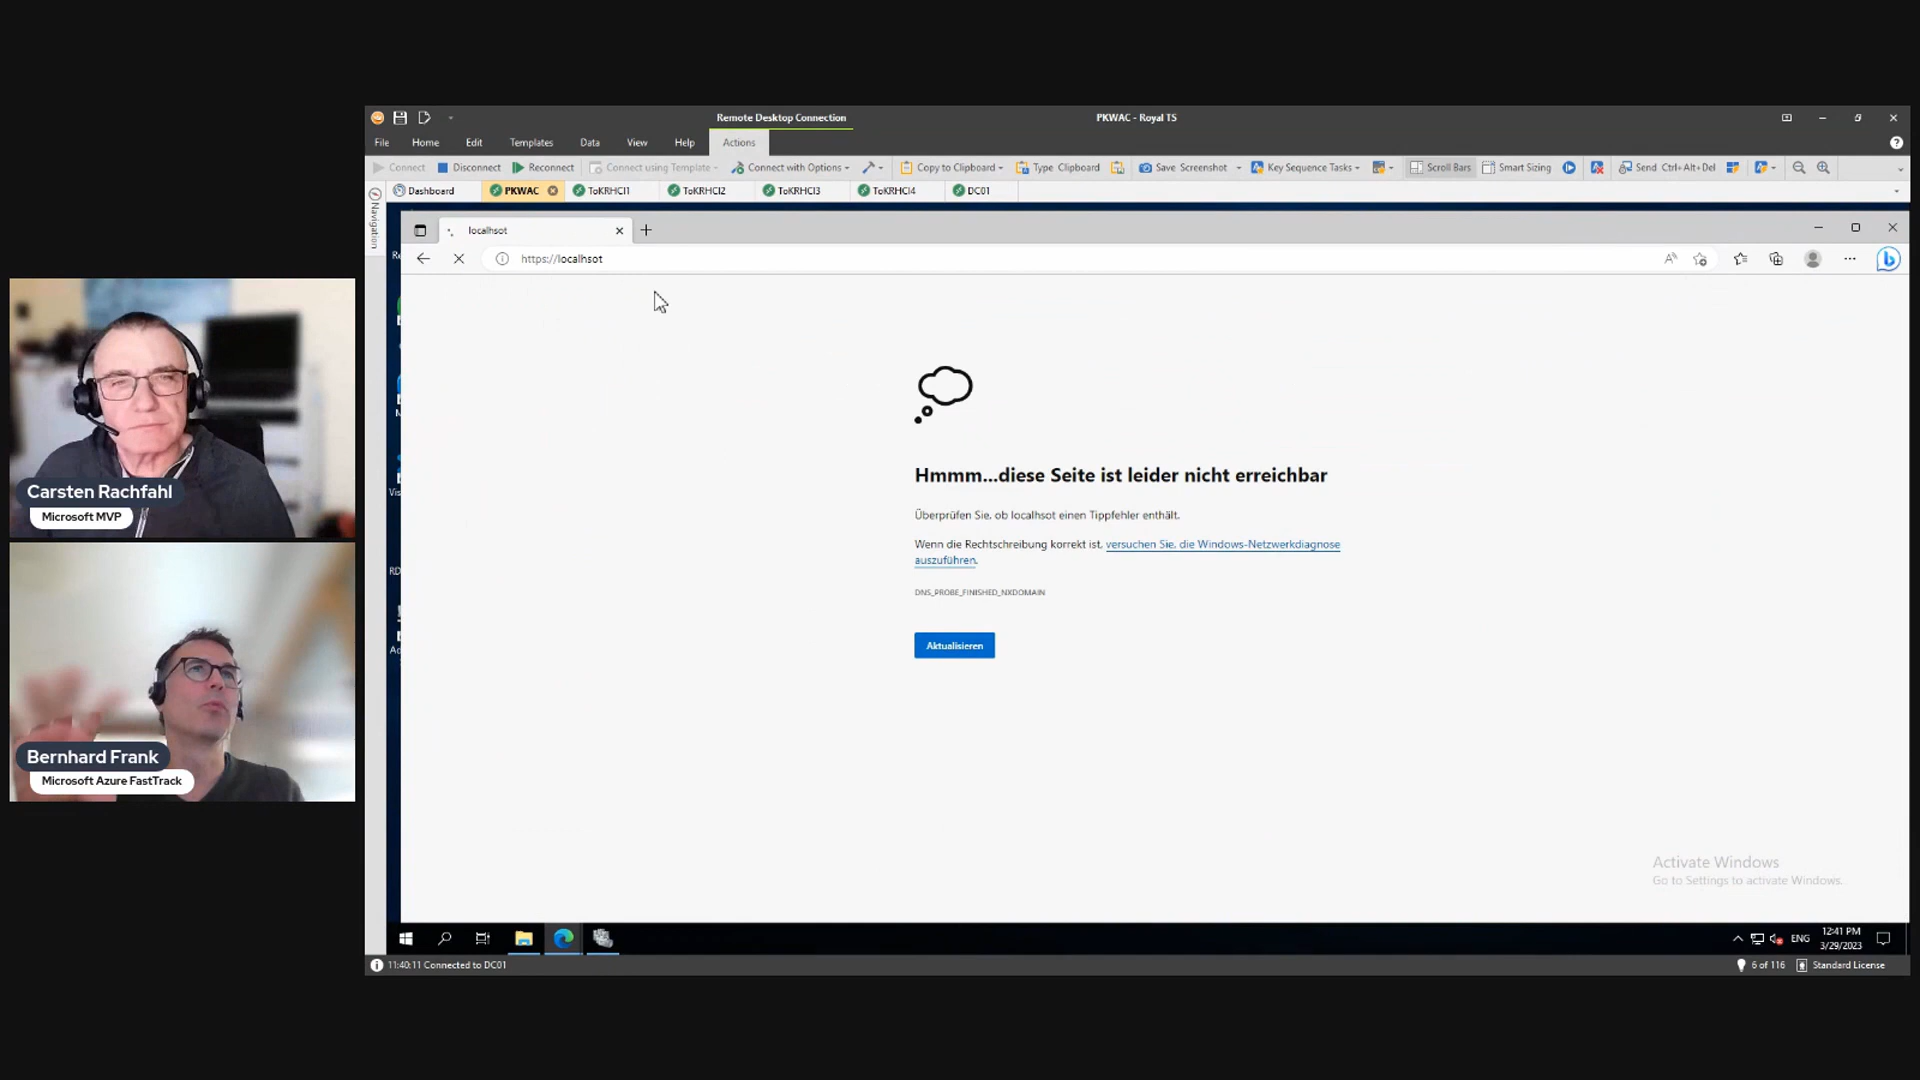 Remote Desktop Connection
PKWAC - Royal TS
File Home Edit Templates Data View Help Actions
Connect Disconnect Reconnect Connect using Template Connect with Options Copy to Clipboard Type Clipboard Save Screenshot Key Sequence Tasks Scroll Bars Smart Sizing Send Ctrl+Alt+Del
Dashboard PKWAC ToKRHCI1 ToKRHCI2 ToKRHCI3 ToKRHCI4 DC01
Navigation
localhsot
https://localhsot
Hmmm...diese Seite ist leider nicht erreichbar
Überprüfen Sie, ob localhsot einen Tippfehler enthält.
Wenn die Rechtschreibung korrekt ist, versuchen Sie, die Windows-Netzwerkdiagnose
auszuführen.
DNS_PROBE_FINISHED_NXDOMAIN
Aktualisieren
Carsten Rachfahl
Microsoft MVP
Bernhard Frank
Microsoft Azure FastTrack
Activate Windows
Go to Settings to activate Windows.
ENG
12:41 PM
3/29/2023
11:40:11 Connected to DC01
6 of 116
Standard License